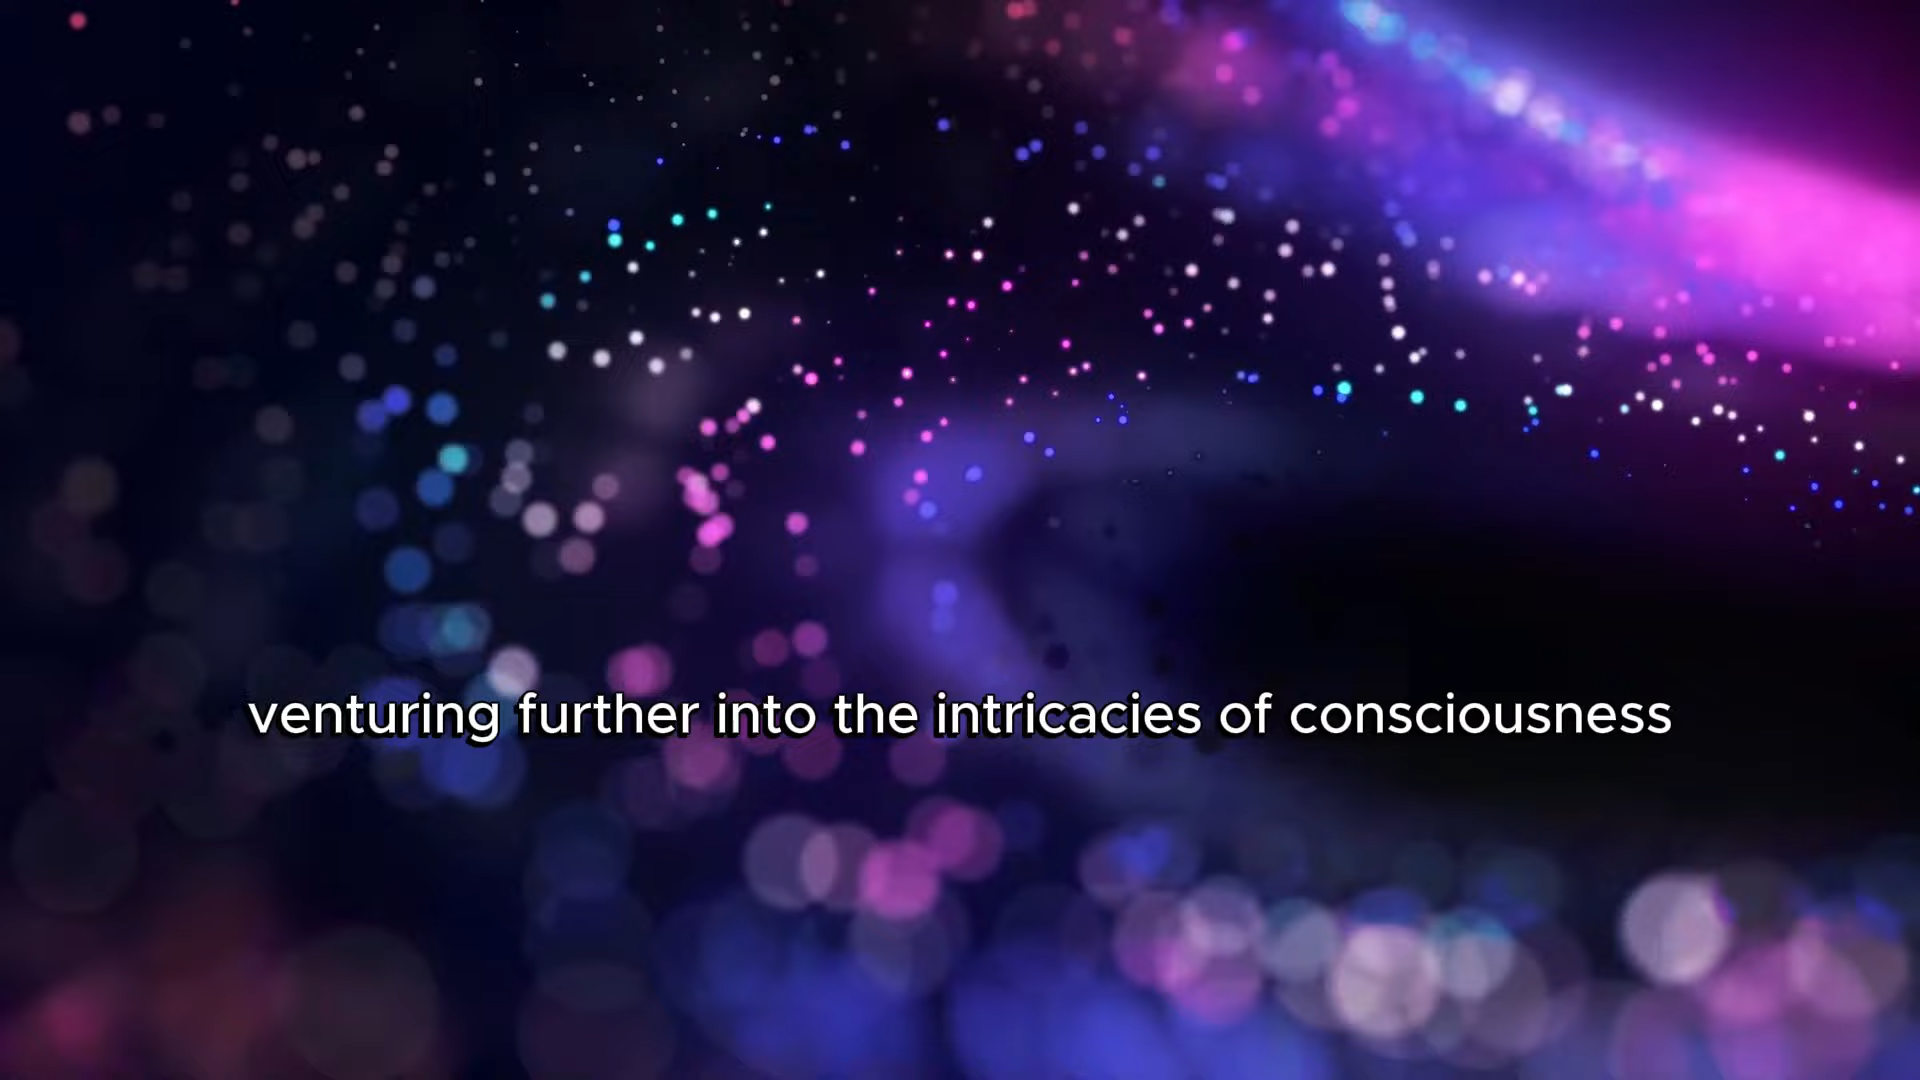 venturing further into the intricacies of consciousness